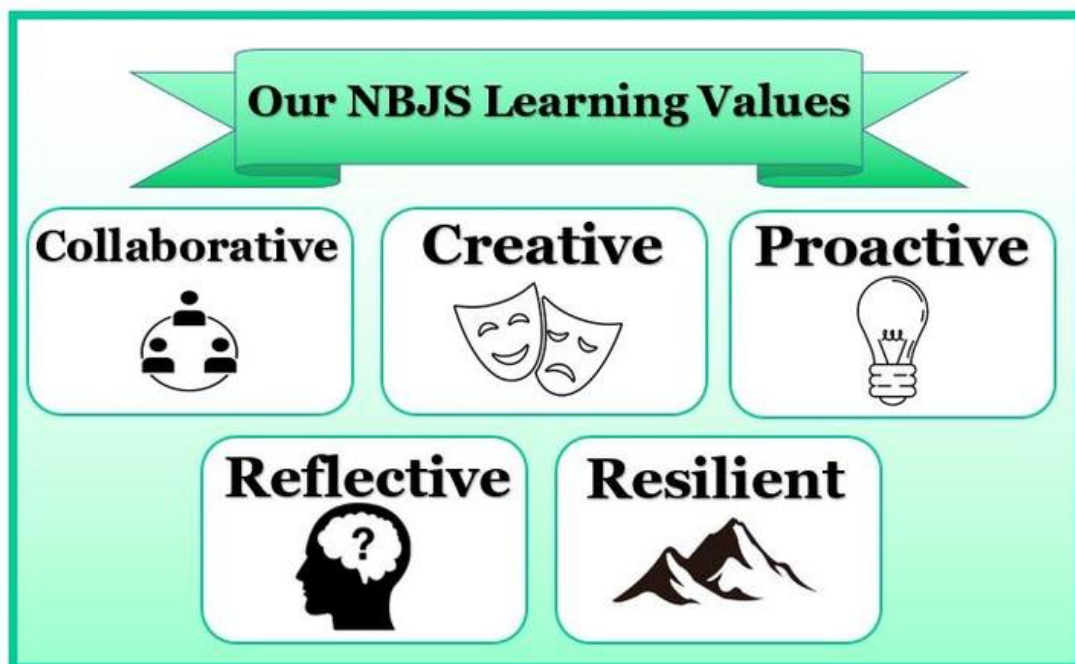 Our NBJS Learning Values
Collaborative
Creative
Proactive
Reflective
?
Resilient